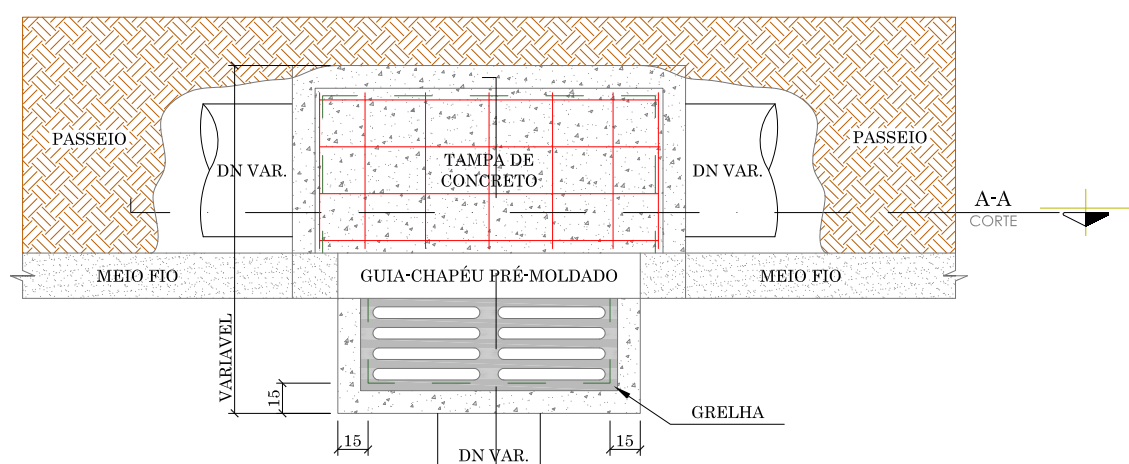 PASSEIO
DN VAR.
TAMPA DE
CONCRETO
DN VAR.
PASSEIO
A-A
CORTE
MEIO FIO
GUIA-CHAPÉU PRÉ-MOLDADO
MEIO FIO
VARIAVEL
15
GRELHA
15
15
DN VAR.